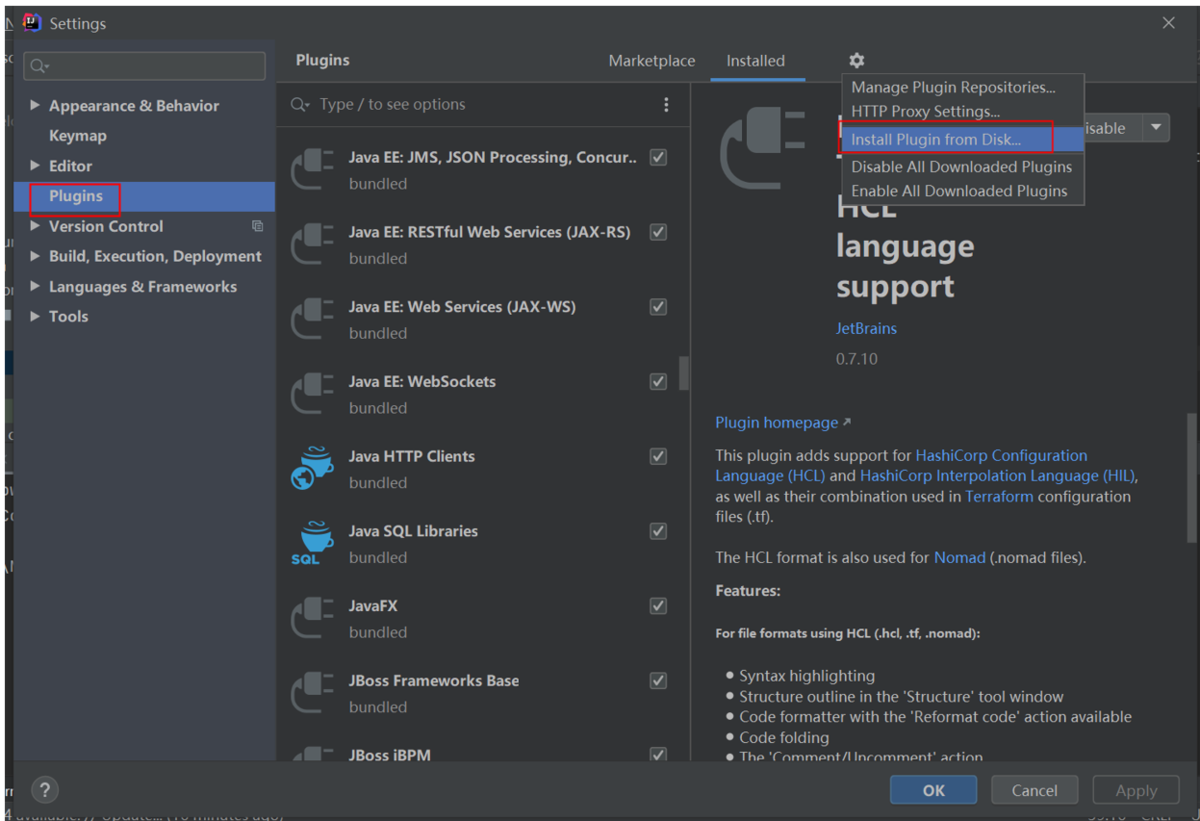 Settings
Plugins
Marketplace
Installed
Manage Plugin Repositories...
HTTP Proxy Settings...
Install Plugin from Disk...
Disable All Downloaded Plugins
Enable All Downloaded Plugins
Appearance & Behavior
Keymap
Editor
Plugins
Version Control
Build, Execution, Deployment
Languages & Frameworks
Tools
Type / to see options
Java EE: JMS, JSON Processing, Concur..
bundled
Java EE: RESTful Web Services (JAX-RS)
bundled
Java EE: Web Services (JAX-WS)
bundled
Java EE: WebSockets
bundled
Java HTTP Clients
bundled
Java SQL Libraries
SQL
bundled
JavaFX
bundled
JBoss Frameworks Base
bundled
JBoss jBPM
isable
HCL
language
support
JetBrains
0.7.10
Plugin homepage
This plugin adds support for HashiCorp Configuration
Language (HCL) and HashiCorp Interpolation Language (HIL),
as well as their combination used in Terraform configuration
files (.tf).
The HCL format is also used for Nomad (.nomad files).
Features:
For file formats using HCL (.hcl, .tf, .nomad):
Syntax highlighting
Structure outline in the 'Structure' tool window
Code formatter with the 'Reformat code' action available
Code folding
The 'Comment/Uncomment' action
?
OK
Cancel
Apply